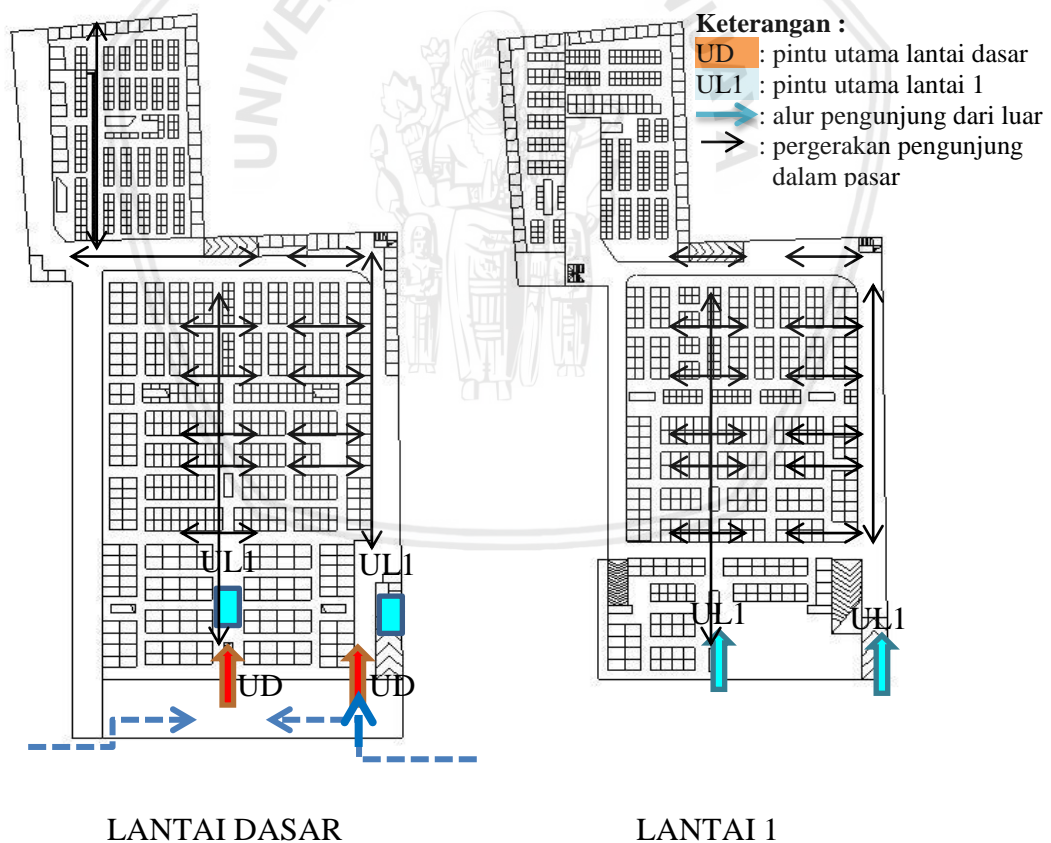 Keterangan :
UD : pintu utama lantai dasar
UL1 : pintu utama lantai 1
: alur pengunjung dari luar
: pergerakan pengunjung
dalam pasar
UL1 UL1
UL1 UL1
UD UD
LANTAI DASAR LANTAI 1
UNIVE
A